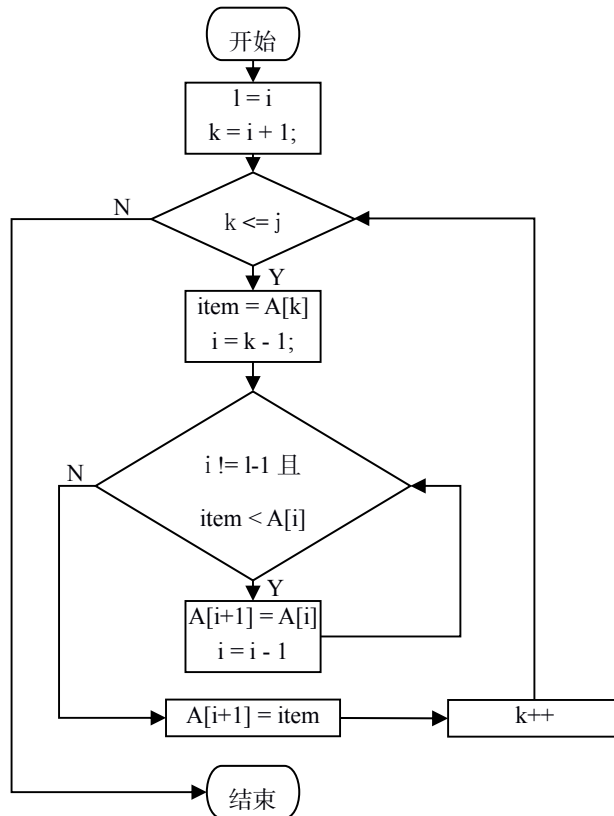 开始
l = i
k = i + 1;
N
k <= j
Y
item = A[k]
i = k - 1;
N
i != l-1 且
item < A[i]
Y
A[i+1] = A[i]
i = i - 1
A[i+1] = item
k++
结束